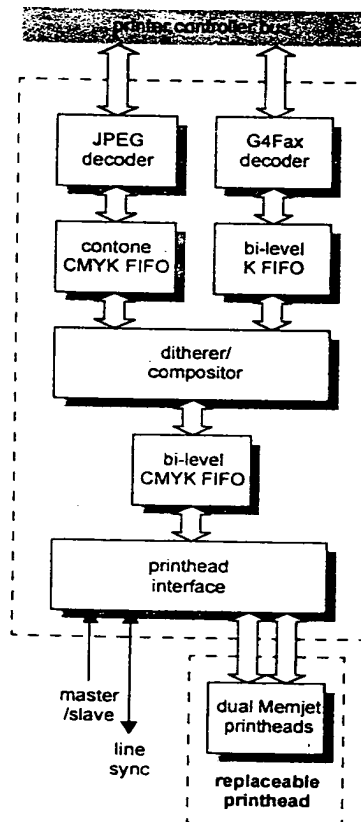 printer controller bus
JPEG
decoder
G4Fax
decoder
contone
CMYK FIFO
bi-level
K FIFO
ditherer/
compositor
bi-level
CMYK FIFO
printhead
interface
master
/slave
line
sync
dual Memjet
printheads
replaceable
printhead